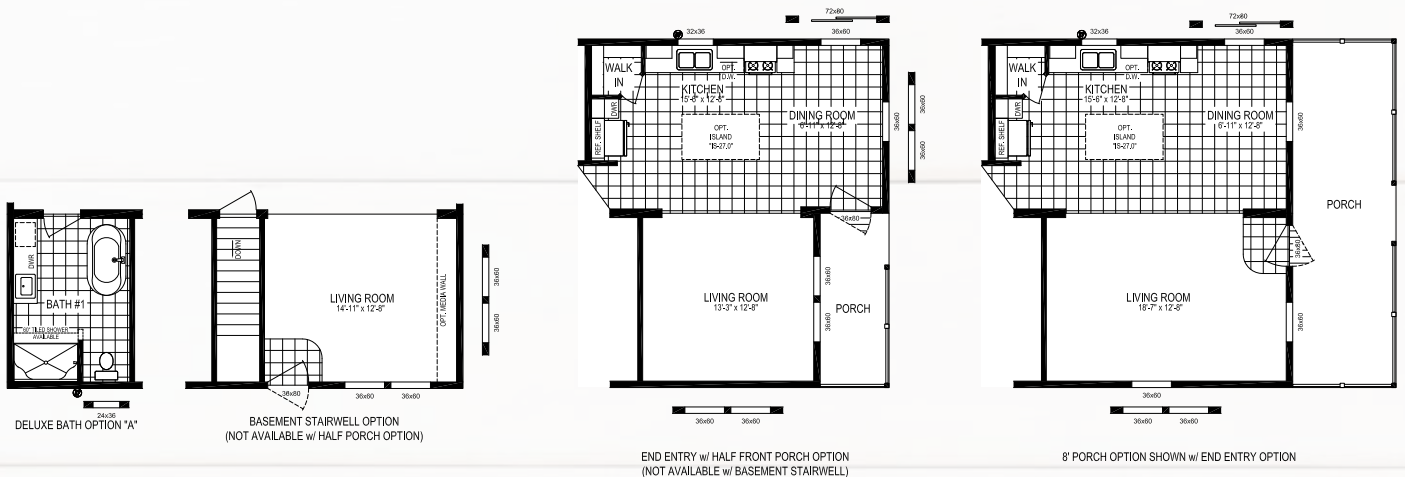 DWR
BATH #1
60" TILED SHOWER
AVAILABLE
24x36
DELUXE BATH OPTION "A"
DOWN
LIVING ROOM
14'-11" x 12'-8"
OPT. MEDIA WALL
36x80
36x60
36x60
36x60
36x60
BASEMENT STAIRWELL OPTION
(NOT AVAILABLE w/ HALF PORCH OPTION)
72x80
32x36
36x60
WALK
IN
OPT.
D.W.
KITCHEN
15'-6" x 12'-8"
DINING ROOM
6'-11" x 12'-8"
DWR
REF. SHELF
OPT.
ISLAND
"IS-27.0"
36x60
36x60
36x60
36x80
LIVING ROOM
13'-3" x 12'-8"
36x60
36x60
PORCH
36x60
36x60
END ENTRY w/ HALF FRONT PORCH OPTION
(NOT AVAILABLE w/ BASEMENT STAIRWELL)
72x80
32x36
36x60
WALK
IN
OPT.
D.W.
KITCHEN
15'-6" x 12'-8"
DINING ROOM
6'-11" x 12'-8"
DWR
REF. SHELF
OPT.
ISLAND
"IS-27.0"
36x60
PORCH
36x80
LIVING ROOM
18'-7" x 12'-8"
36x60
36x60
36x60
36x60
8' PORCH OPTION SHOWN w/ END ENTRY OPTION